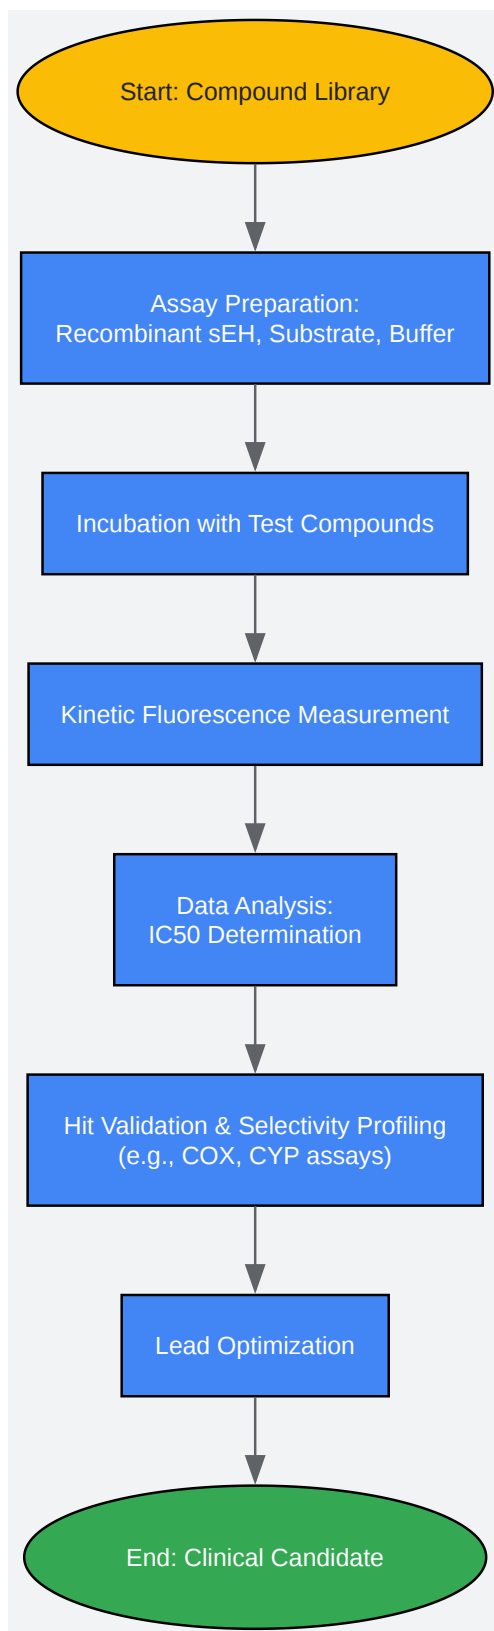 Start: Compound Library
Assay Preparation:
Recombinant sEH, Substrate, Buffer
Incubation with Test Compounds
Kinetic Fluorescence Measurement
Data Analysis:
IC50 Determination
Hit Validation & Selectivity Profiling
(e.g., COX, CYP assays)
Lead Optimization
End: Clinical Candidate